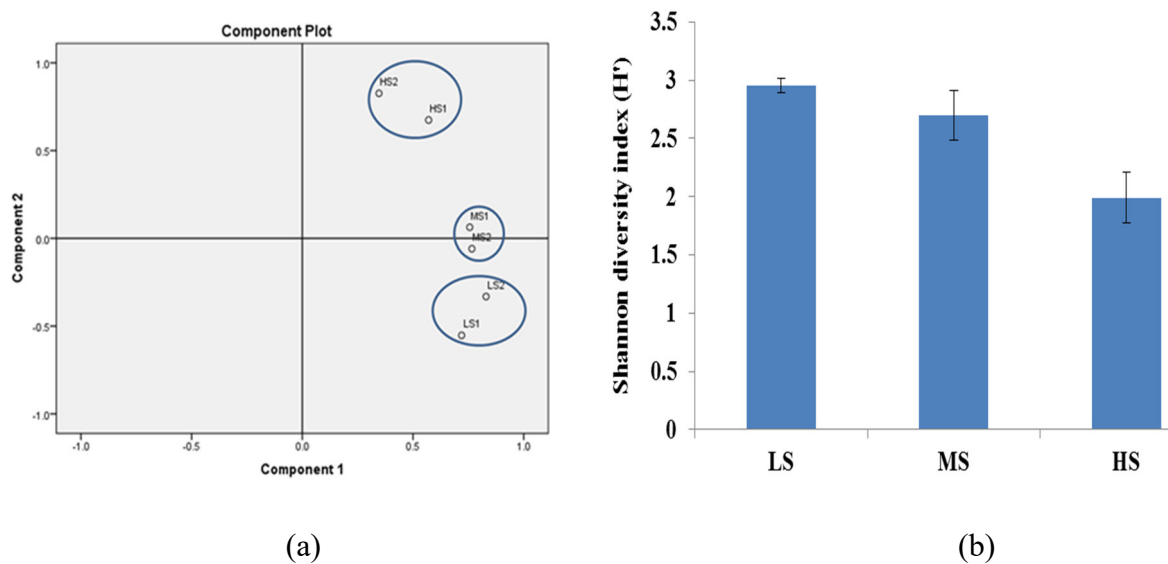 Component Plot
1.0
0.5
0.0
-0.5
-1.0
Component 2
HS2
HS1
MS1
MS2
LS2
LS1
-1.0 -0.5 0.0 0.5 1.0
Component 1
(a)
Shannon diversity index (H')
3.5
3
2.5
2
1.5
1
0.5
0
LS MS HS
(b)